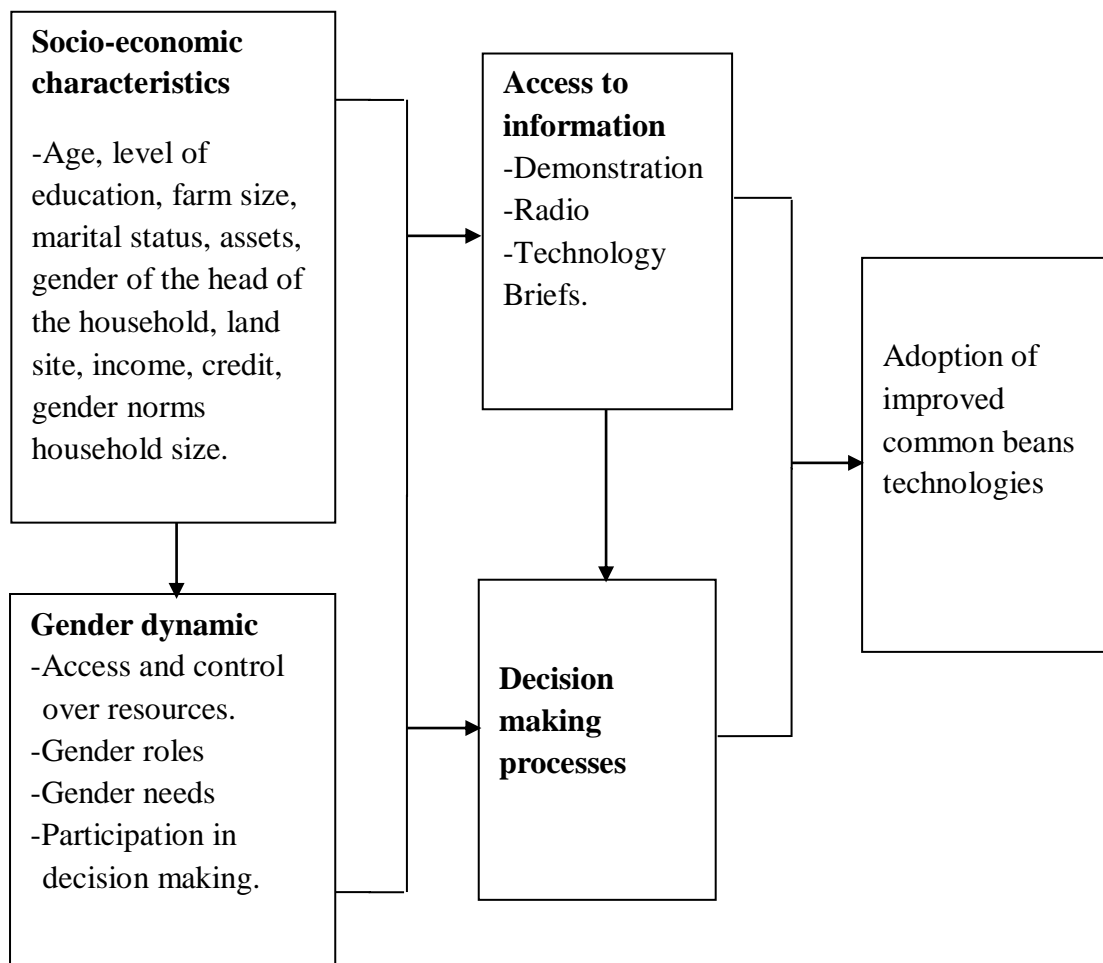 Socio-economic
characteristics
-Age, level of
education, farm size,
marital status, assets,
gender of the head of
the household, land
site, income, credit,
gender norms
household size.
Gender dynamic
-Access and control
over resources.
-Gender roles
-Gender needs
-Participation in
decision making.
Access to
information
-Demonstration
-Radio
-Technology
Briefs.
Decision
making
processes
Adoption of
improved
common beans
technologies